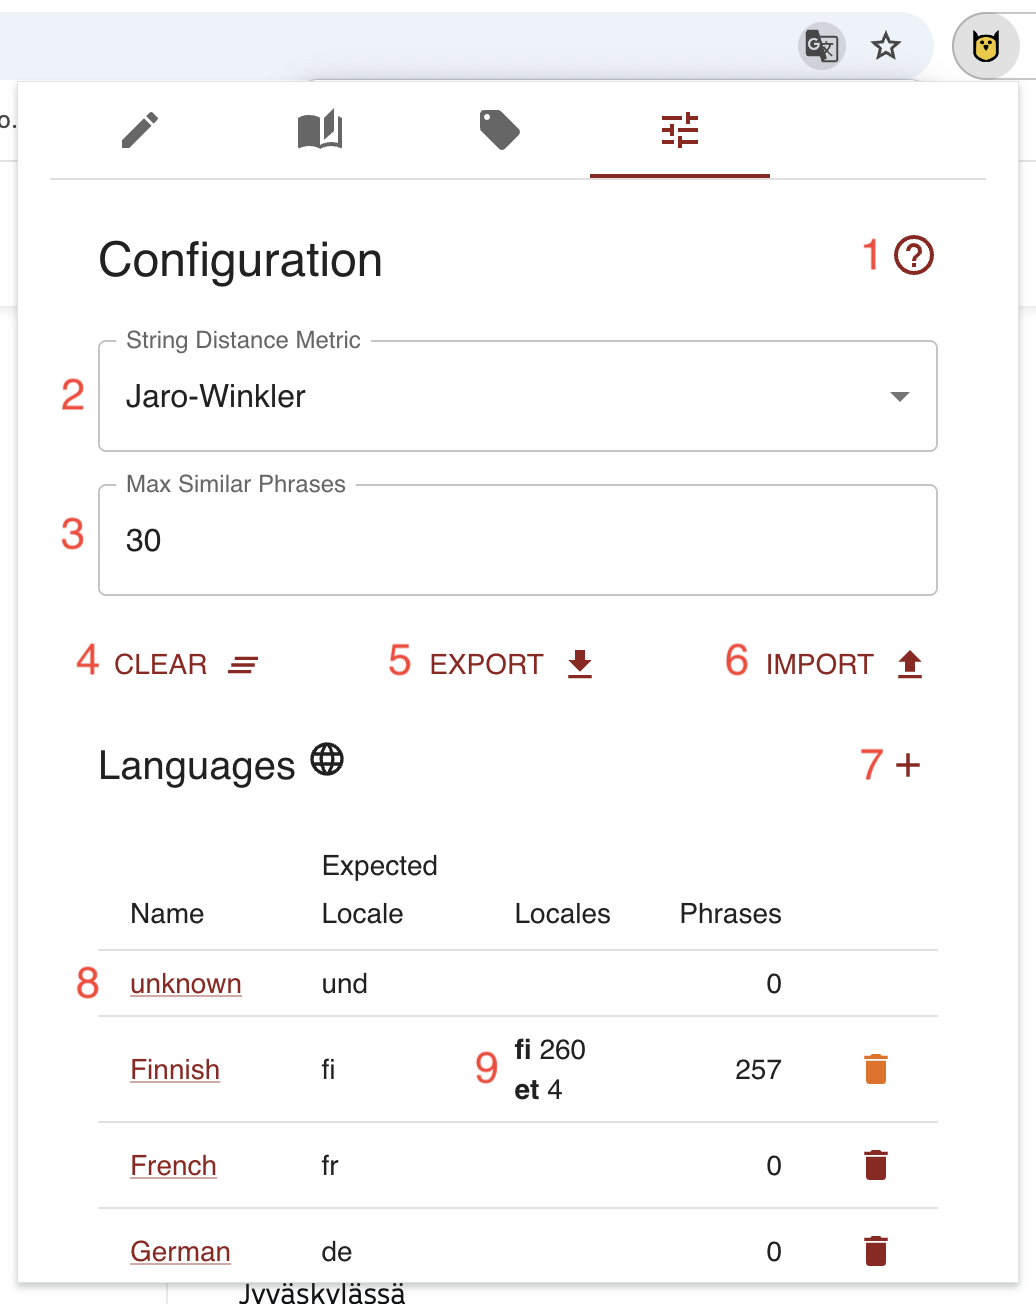 o.
Configuration
1
String Distance Metric
2
Jaro-Winkler
Max Similar Phrases
3
30
4 CLEAR
5 EXPORT
6 IMPORT
Languages
7 +
Name Expected Locale Locales Phrases
8 unknown und 0
Finnish fi 9 fi 260 257
et 4
French fr 0
German de 0
Jyväskylässä